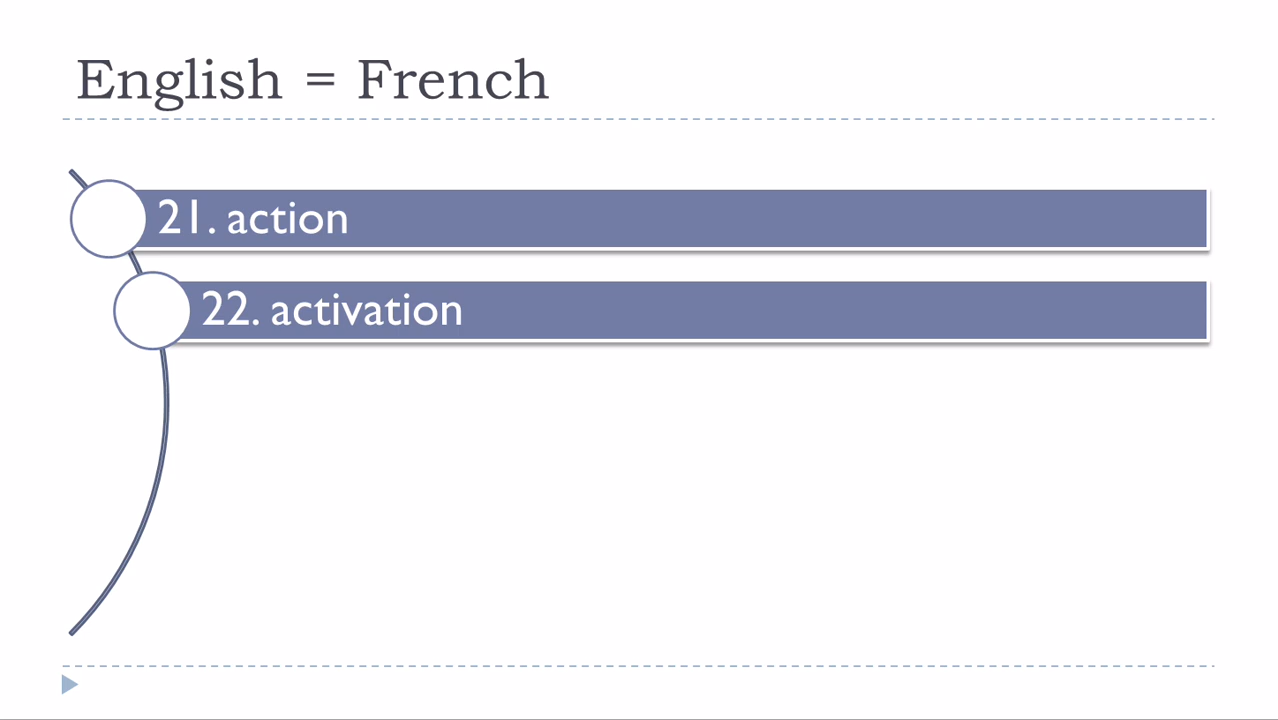 English = French
21. action
22. activation